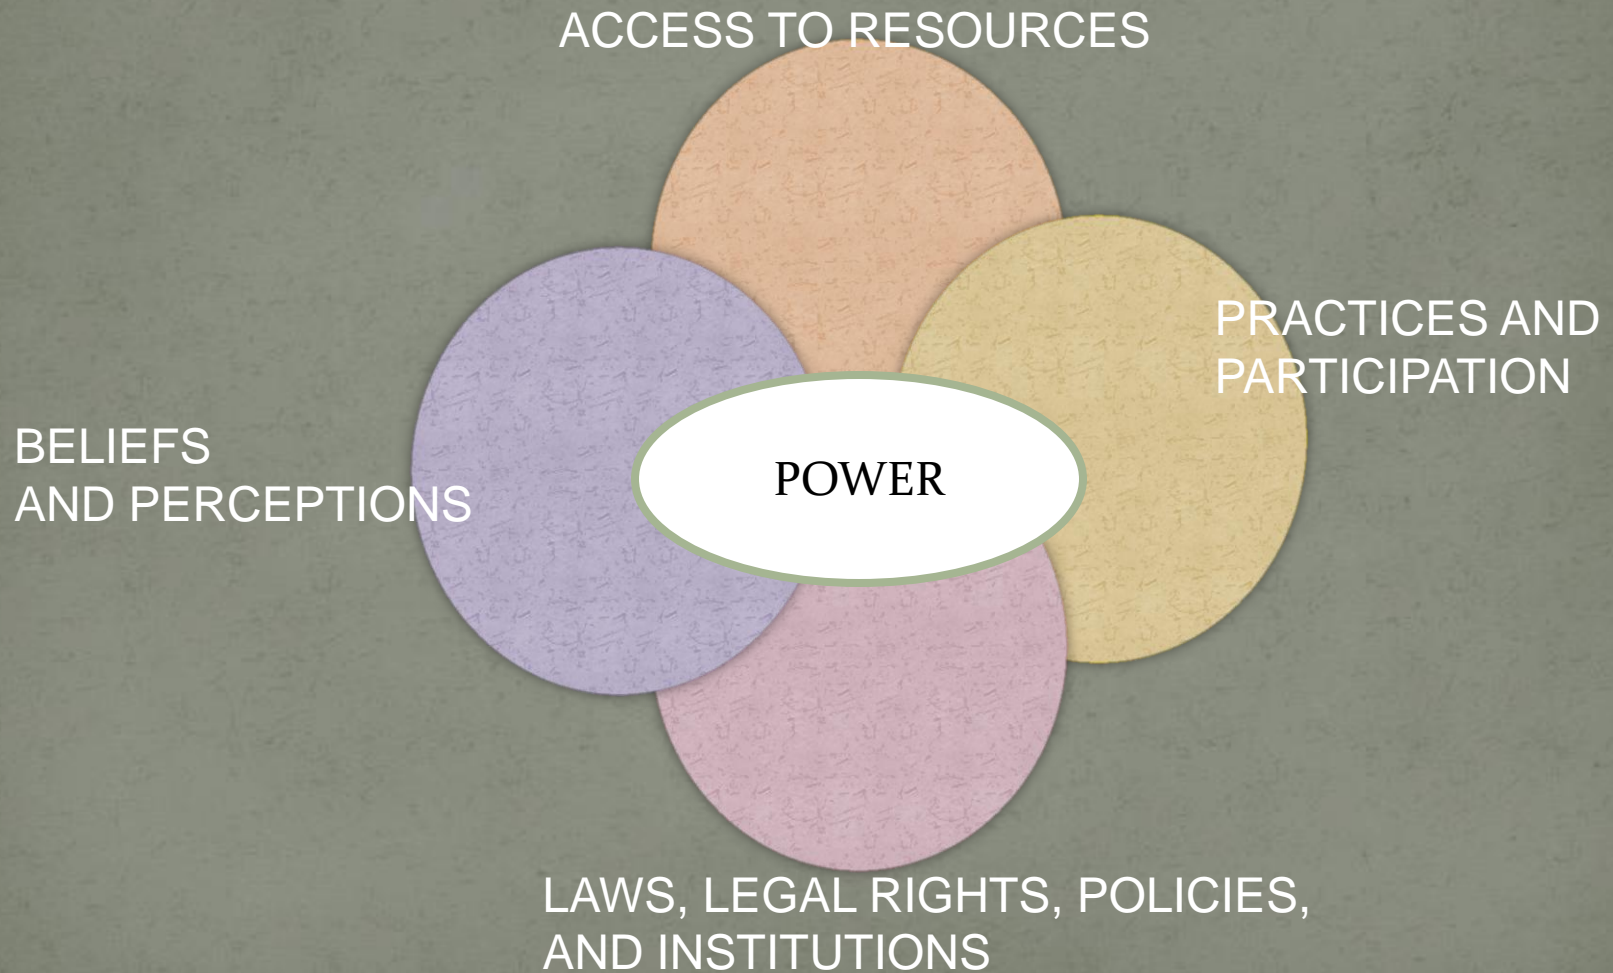 ACCESS TO RESOURCES
PRACTICES AND
PARTICIPATION
BELIEFS
AND PERCEPTIONS
POWER
LAWS, LEGAL RIGHTS, POLICIES,
AND INSTITUTIONS